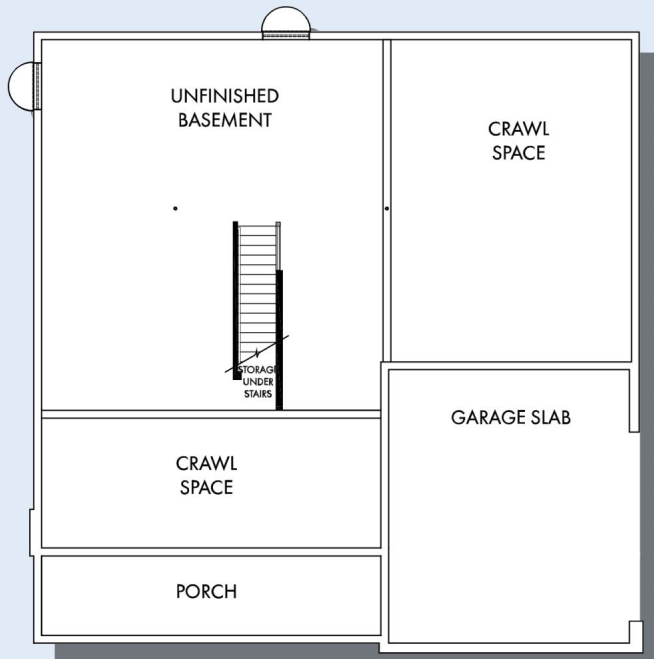 UNFINISHED
BASEMENT
CRAWL
SPACE
STORAGE
UNDER
STAIRS
GARAGE SLAB
CRAWL
SPACE
PORCH